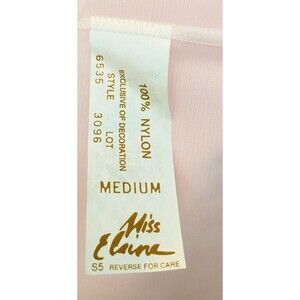 100% NYLON
EXCLUSIVE OF DECORATION
STYLE LOT
6535 3096
MEDIUM
Miss
Elaine
S5 REVERSE FOR CARE